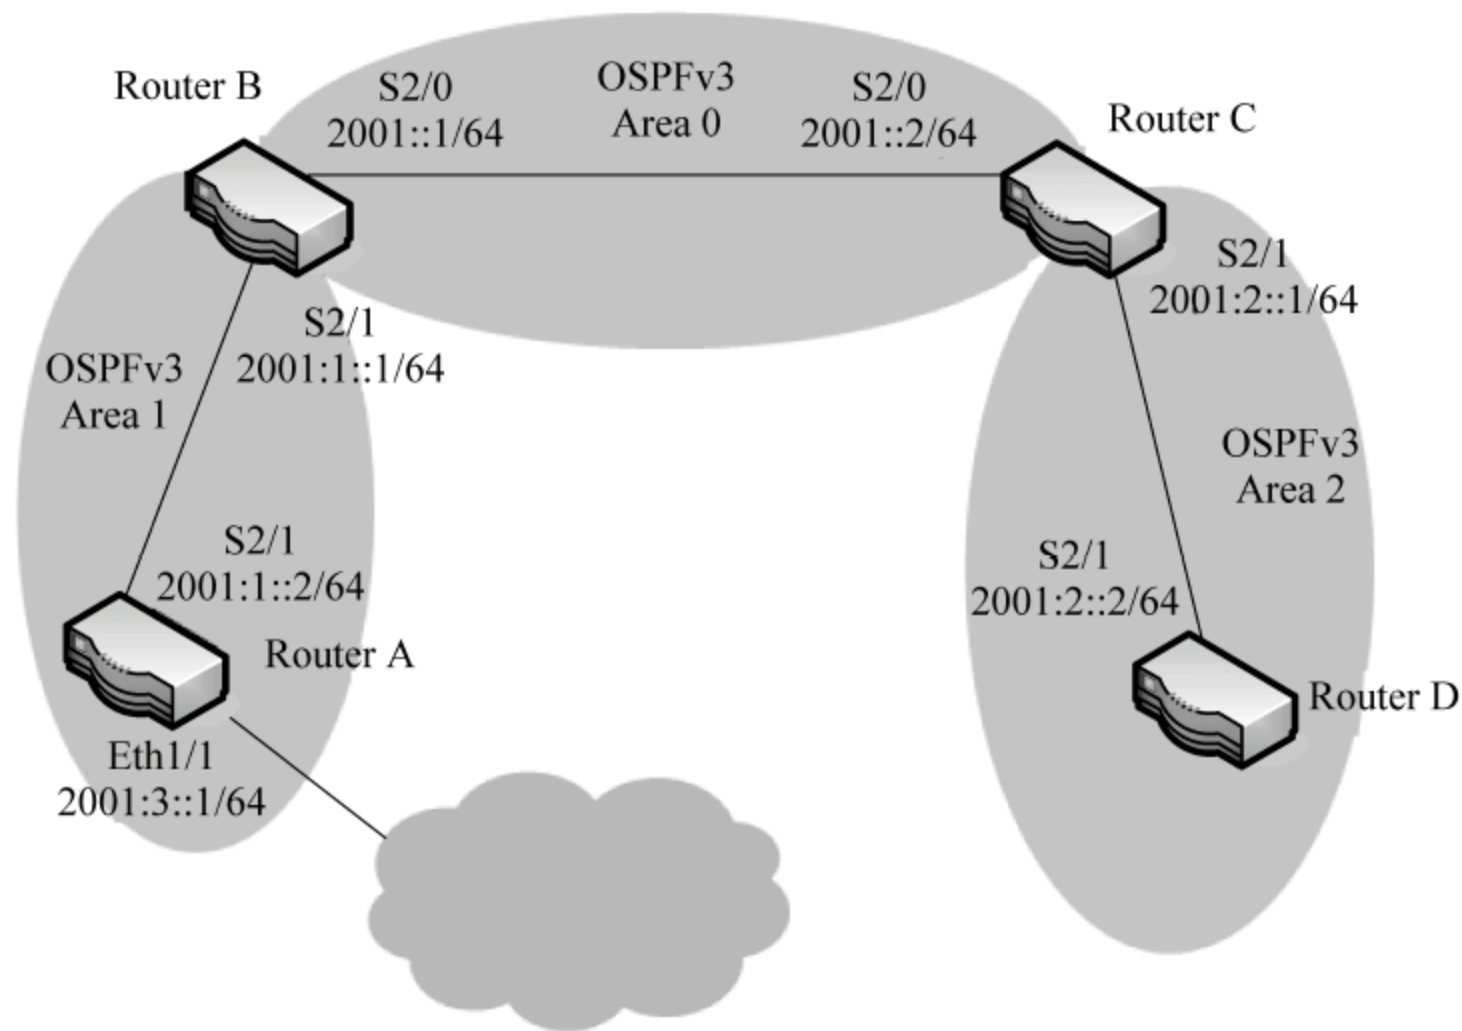 Router B
S2/0
2001::1/64
OSPFv3
Area 0
S2/0
2001::2/64
Router C
S2/1
2001:2::1/64
S2/1
2001:1::1/64
OSPFv3
Area 1
OSPFv3
Area 2
S2/1
2001:1::2/64
S2/1
2001:2::2/64
Router A
Router D
Eth1/1
2001:3::1/64